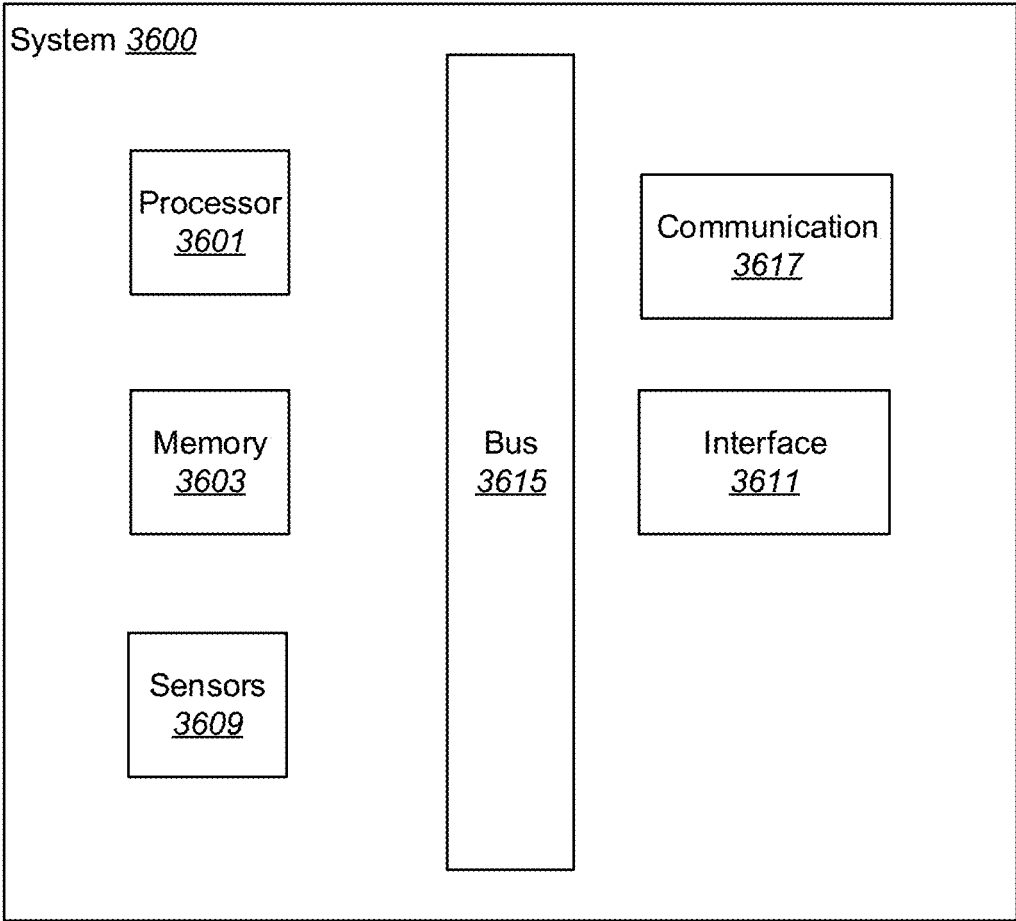 System 3600
Processor
3601
Communication
3617
Memory
3603
Bus
3615
Interface
3611
Sensors
3609